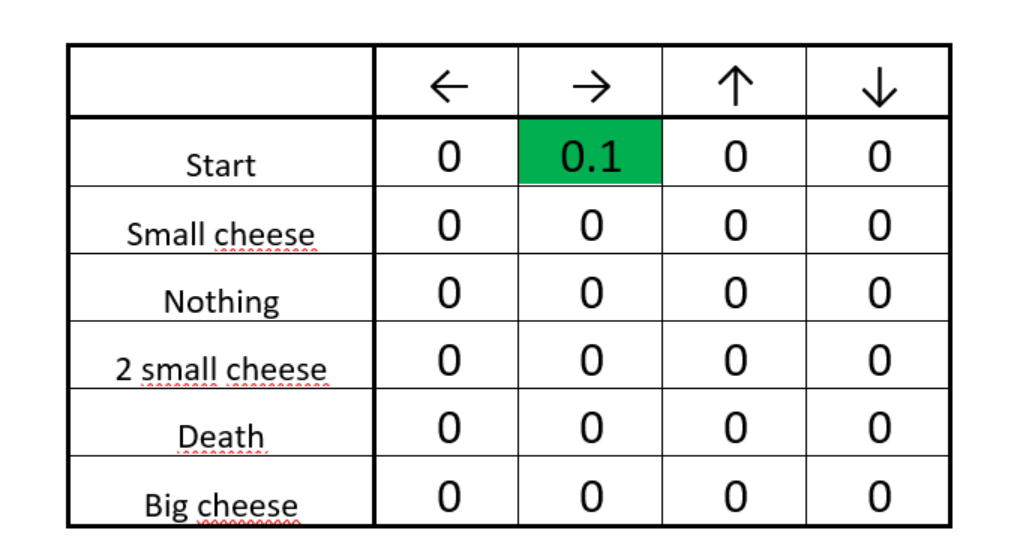 ← → ↑ ↓
Start 0 0.1 0 0
Small cheese 0 0 0 0
Nothing 0 0 0 0
2 small cheese 0 0 0 0
Death 0 0 0 0
Big cheese 0 0 0 0